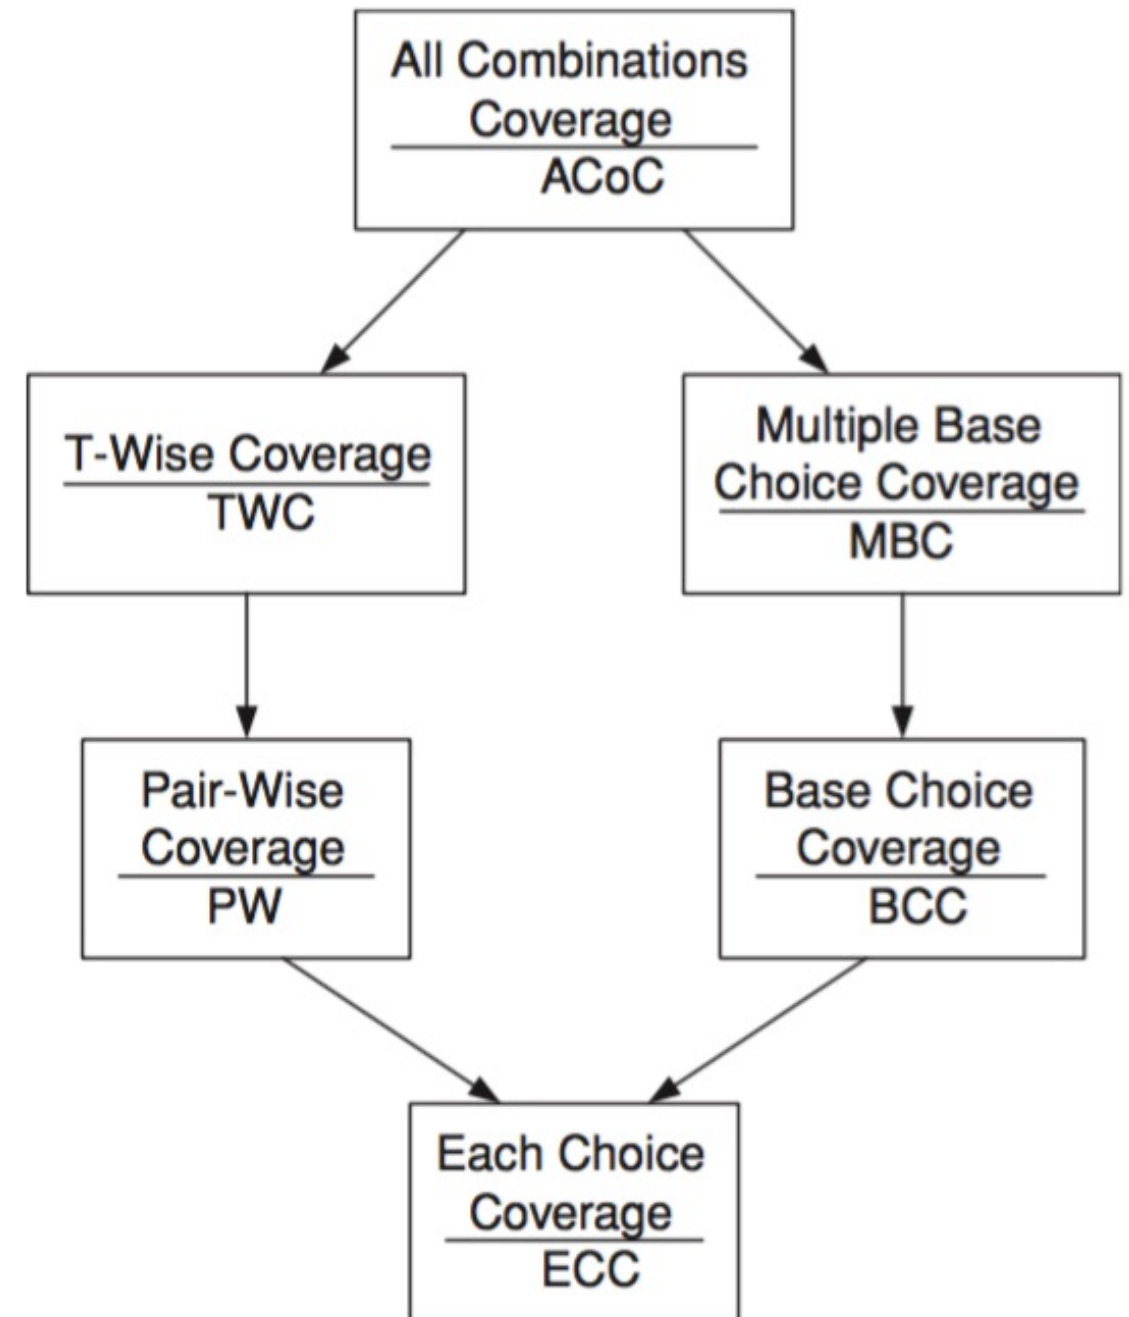 All Combinations
Coverage
ACoC
T-Wise Coverage
TWC
Multiple Base
Choice Coverage
MBC
Pair-Wise
Coverage
PW
Base Choice
Coverage
BCC
Each Choice
Coverage
ECC